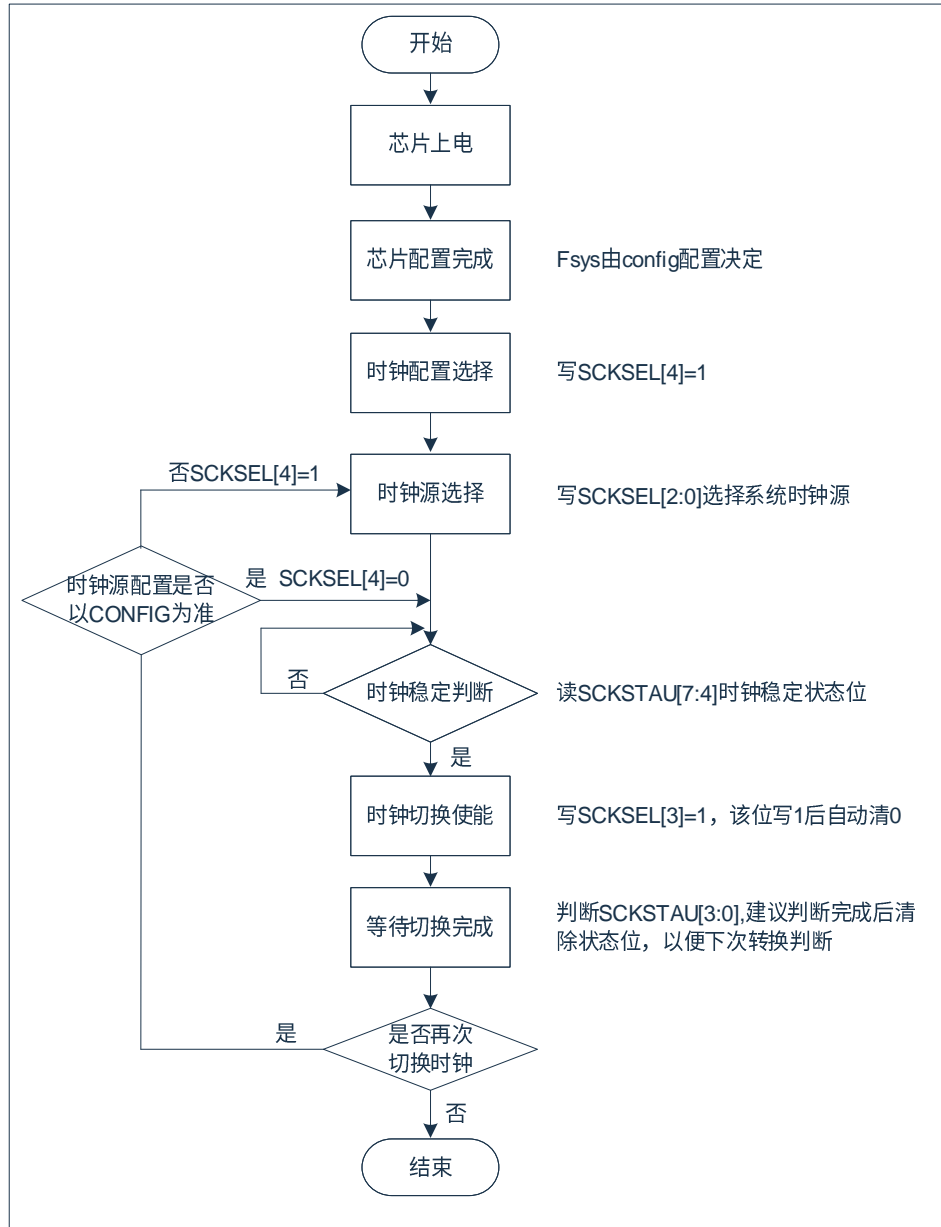 开始
芯片上电
芯片配置完成
Fsys由config配置决定
时钟配置选择
写SCKSEL[4]=1
否SCKSEL[4]=1
时钟源选择
写SCKSEL[2:0]选择系统时钟源
时钟源配置是否
以CONFIG为准
是 SCKSEL[4]=0
否
时钟稳定判断
读SCKSTAU[7:4]时钟稳定状态位
是
时钟切换使能
写SCKSEL[3]=1，该位写1后自动清0
等待切换完成
判断SCKSTAU[3:0],建议判断完成后清
除状态位，以便下次转换判断
是
是否再次
切换时钟
否
结束